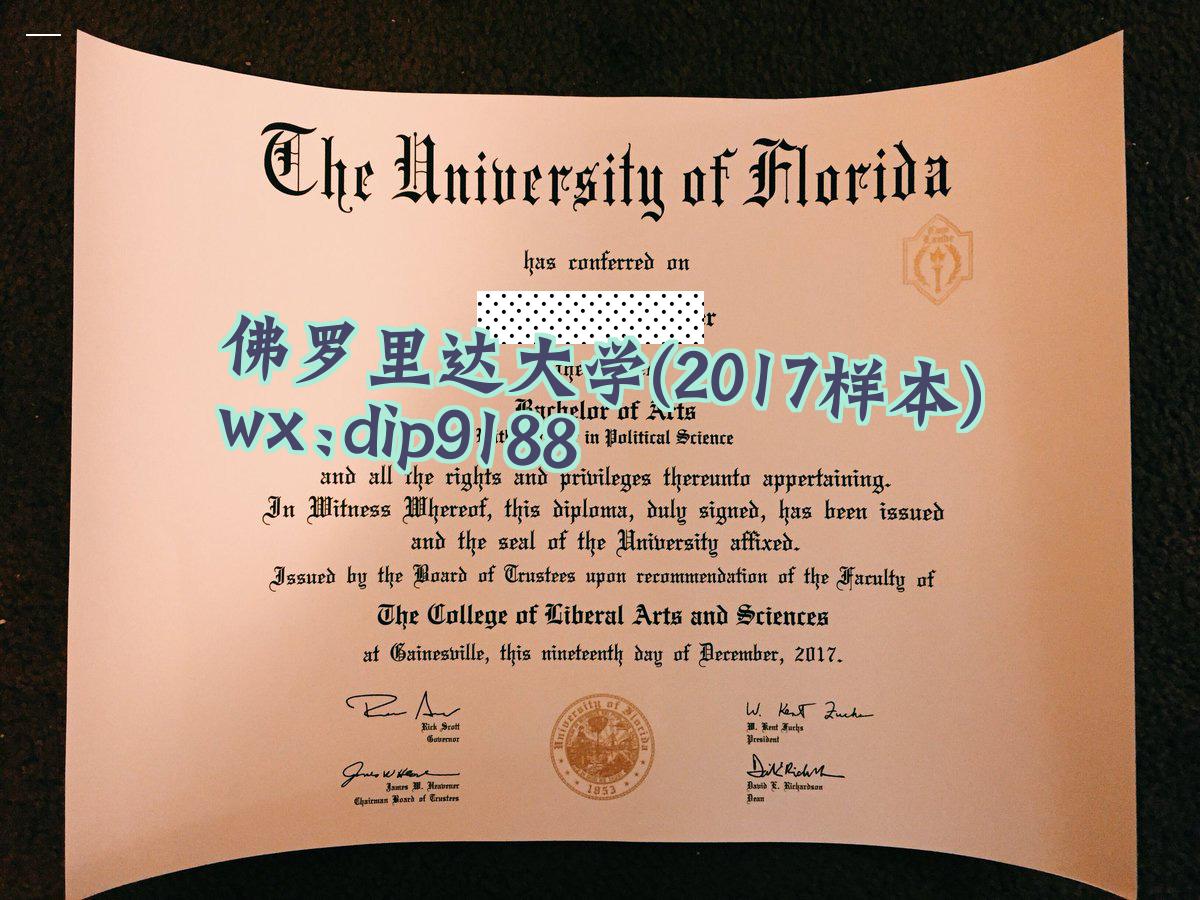 The University of Florida
Cum Laude
has conferred on
佛罗里达大学(2017样本)
wx:dip9188
Bachelor of Arts
in Political Science
and all the rights and privileges thereunto appertaining.
In Witness Whereof, this diploma, duly signed, has been issued
and the seal of the University affixed.
Issued by the Board of Trustees upon recommendation of the Faculty of
The College of Liberal Arts and Sciences
at Gainesville, this nineteenth day of December, 2017.
Rick Scott
Governor
W. Kent Fuchs
President
University of Florida
1853
James W. Heavener
Chairman Board of Trustees
David E. Richardson
Dean